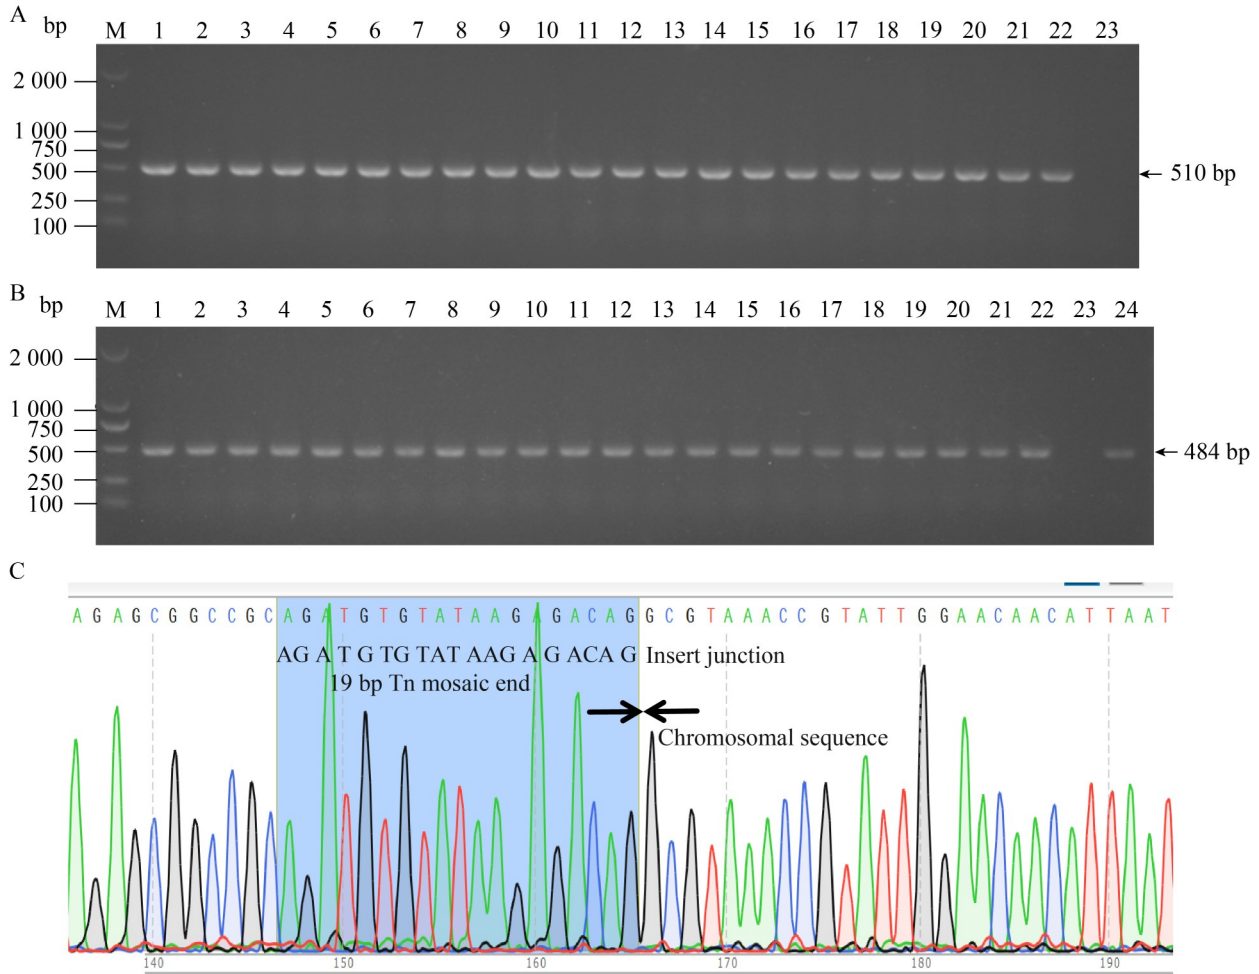 A
bp M 1 2 3 4 5 6 7 8 9 10 11 12 13 14 15 16 17 18 19 20 21 22 23
2 000
1 000
750
500
250
100
510 bp
B
bp M 1 2 3 4 5 6 7 8 9 10 11 12 13 14 15 16 17 18 19 20 21 22 23 24
2 000
1 000
750
500
250
100
484 bp
C
A G A G C G G C C G C A G A T G T G T A T A A G A G A C A G G C G T A A A C C G T A T T G G A A C A A C A T T A A T
AG A T G TG TAT AAG A G ACAG Insert junction
19 bp Tn mosaic end
Chromosomal sequence
140 150 160 170 180 190